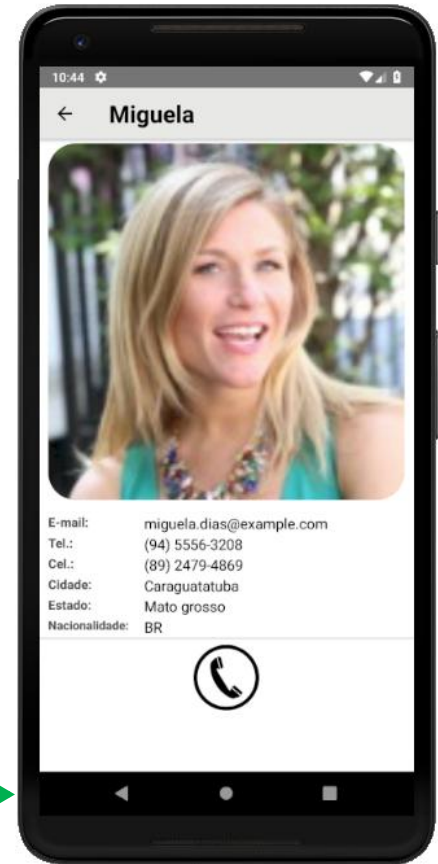 10:44
Miguela
E-mail: miguela.dias@example.com
Tel.: (94) 5556-3208
Cel.: (89) 2479-4869
Cidade: Caraguatatuba
Estado: Mato grosso
Nacionalidade: BR